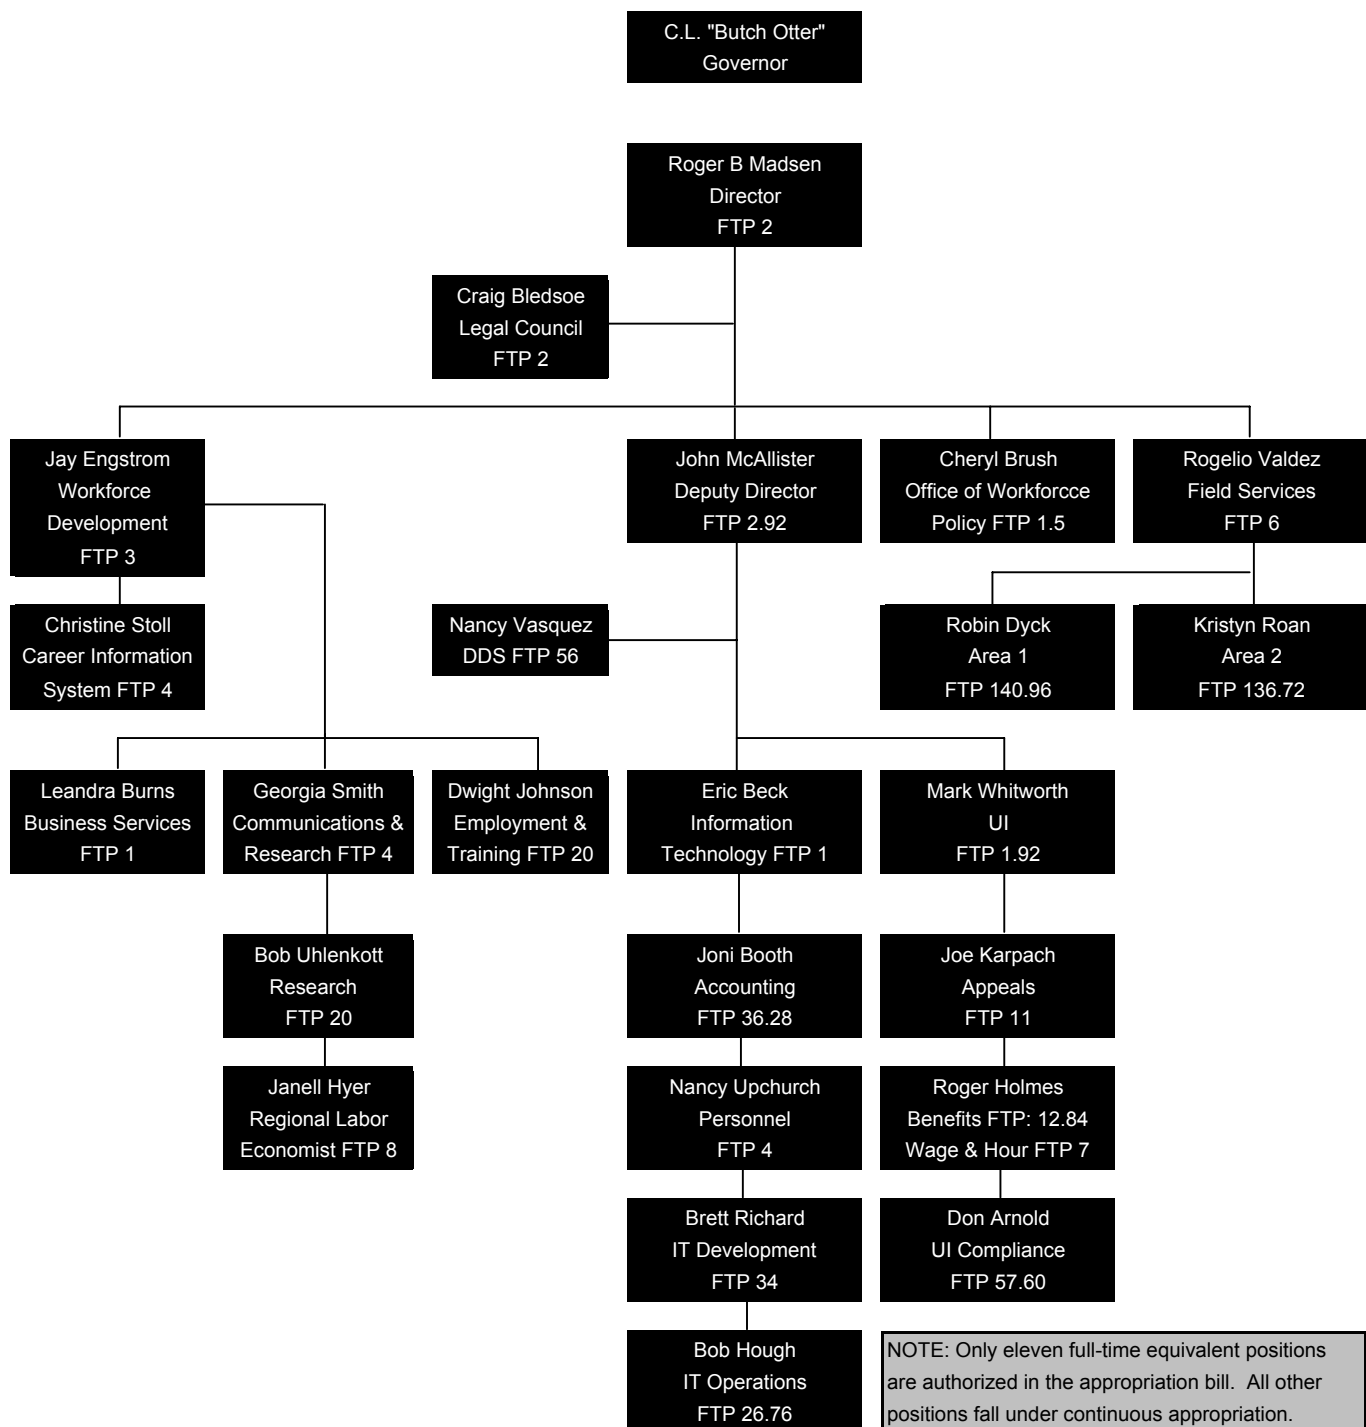 C.L. "Butch Otter"
Governor
Roger B Madsen
Director
FTP 2
Craig Bledsoe
Legal Council
FTP 2
Jay Engstrom
Workforce
Development
FTP 3
John McAllister
Deputy Director
FTP 2.92
Cheryl Brush
Office of Workforcce
Policy FTP 1.5
Rogelio Valdez
Field Services
FTP 6
Christine Stoll
Career Information
System FTP 4
Nancy Vasquez
DDS FTP 56
Robin Dyck
Area 1
FTP 140.96
Kristyn Roan
Area 2
FTP 136.72
Leandra Burns
Business Services
FTP 1
Georgia Smith
Communications &
Research FTP 4
Dwight Johnson
Employment &
Training FTP 20
Eric Beck
Information
Technology FTP 1
Mark Whitworth
UI
FTP 1.92
Bob Uhlenkott
Research
FTP 20
Joni Booth
Accounting
FTP 36.28
Joe Karpach
Appeals
FTP 11
Janell Hyer
Regional Labor
Economist FTP 8
Nancy Upchurch
Personnel
FTP 4
Roger Holmes
Benefits FTP: 12.84
Wage & Hour FTP 7
Brett Richard
IT Development
FTP 34
Don Arnold
UI Compliance
FTP 57.60
Bob Hough
IT Operations
FTP 26.76
NOTE: Only eleven full-time equivalent positions
are authorized in the appropriation bill.  All other
positions fall under continuous appropriation.